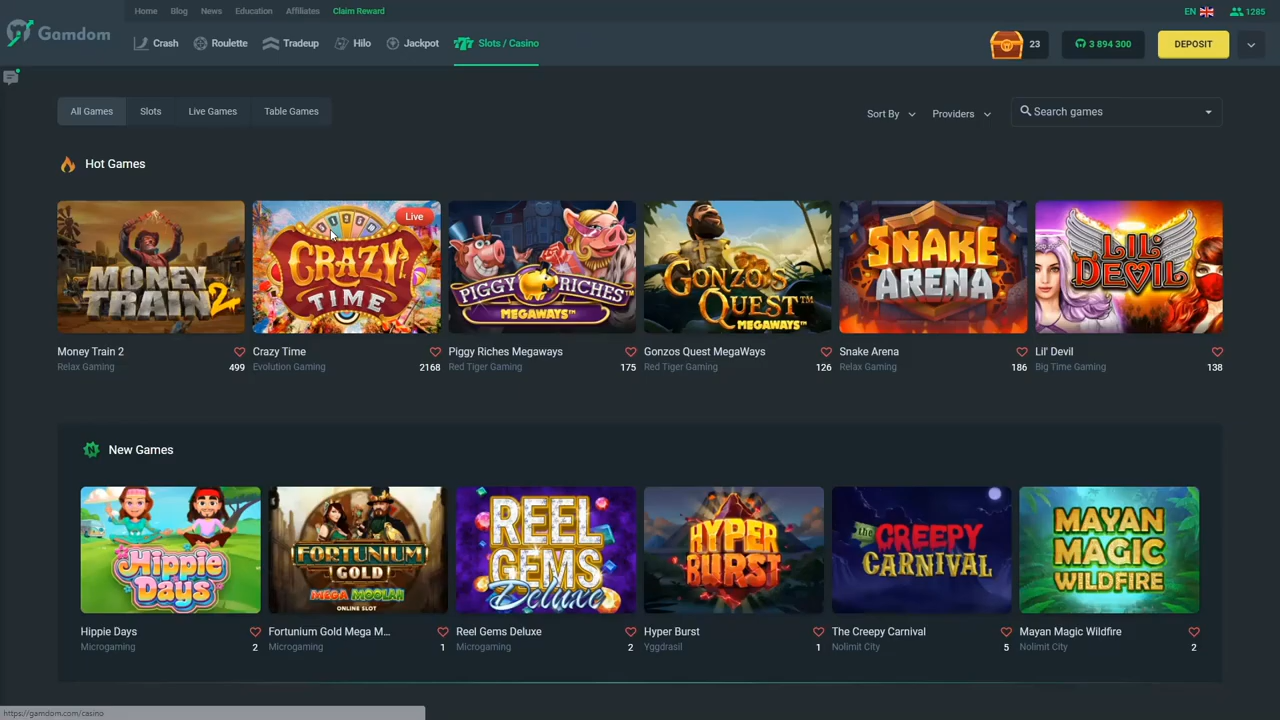 Home Blog News Education Affiliates Claim Reward EN 1285
Gamdom
Crash Roulette Tradeup Hilo Jackpot Slots / Casino 23 3 894 300 DEPOSIT
All Games Slots Live Games Table Games Sort By Providers Search games
Hot Games
MONEY TRAIN 2
Live
CRAZY TIME
PIGGY RICHES™ MEGAWAYS™
GONZO'S QUEST™ MEGAWAYS™
SNAKE ARENA
LIL' DEVIL
Money Train 2 Crazy Time Piggy Riches Megaways Gonzos Quest MegaWays Snake Arena Lil' Devil
Relax Gaming 499 Evolution Gaming 2168 Red Tiger Gaming 175 Red Tiger Gaming 126 Relax Gaming 186 Big Time Gaming 138
New Games
Hippie Days
FORTUNIUM GOLD MEGA MOOLAH ONLINE SLOT
REEL GEMS Deluxe
HYPER BURST
the CREEPY CARNIVAL
MAYAN MAGIC WILDFIRE
Hippie Days Fortunium Gold Mega M... Reel Gems Deluxe Hyper Burst The Creepy Carnival Mayan Magic Wildfire
Microgaming 2 Microgaming 1 Microgaming 2 Yggdrasil 1 Nolimit City 5 Nolimit City 2
https://gamdom.com/casino